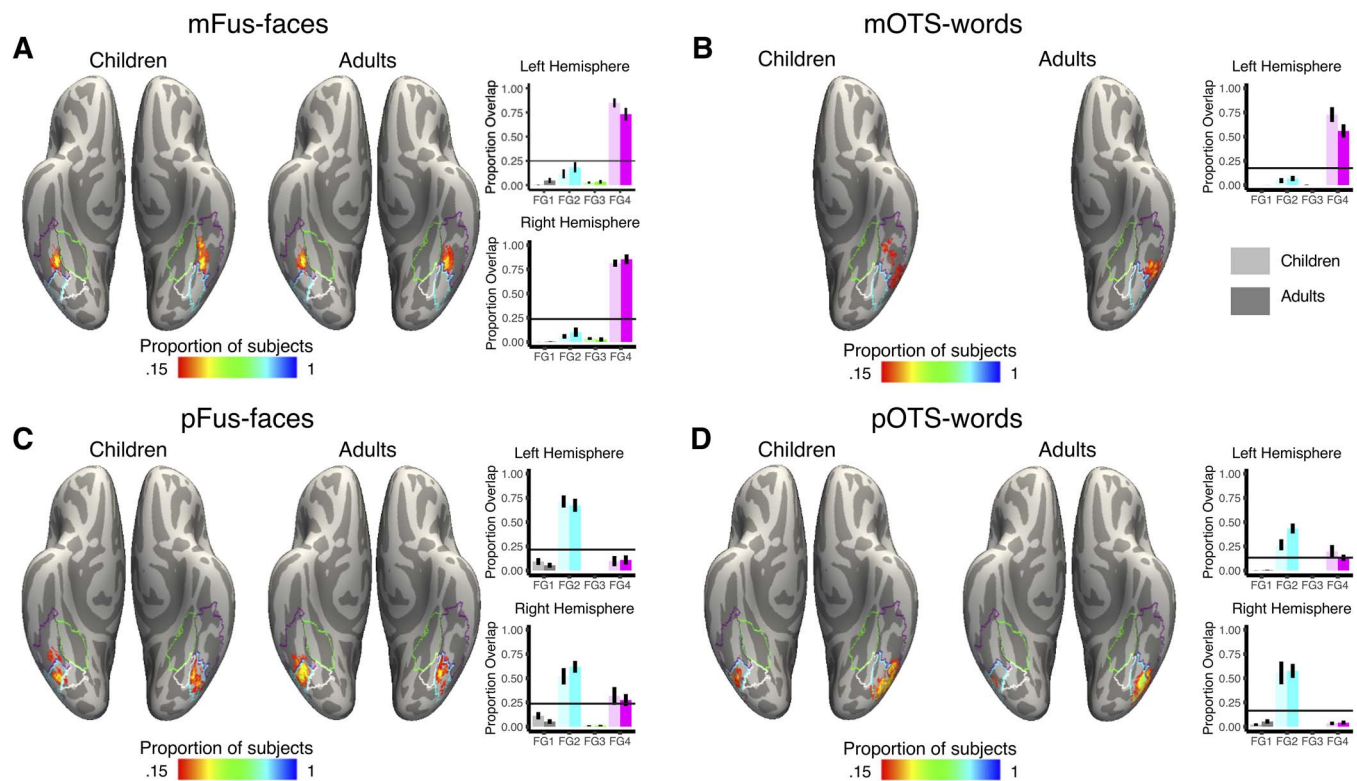 mFus-faces
A
Children
Adults
Left Hemisphere
Proportion Overlap
1.00
0.75
0.50
0.25
0.00
FG1 FG2 FG3 FG4
Right Hemisphere
Proportion Overlap
1.00
0.75
0.50
0.25
0.00
FG1 FG2 FG3 FG4
Proportion of subjects
.15 1
mOTS-words
B
Children
Adults
Left Hemisphere
Proportion Overlap
1.00
0.75
0.50
0.25
0.00
FG1 FG2 FG3 FG4
Children
Adults
Proportion of subjects
.15 1
pFus-faces
C
Children
Adults
Left Hemisphere
Proportion Overlap
1.00
0.75
0.50
0.25
0.00
FG1 FG2 FG3 FG4
Right Hemisphere
Proportion Overlap
1.00
0.75
0.50
0.25
0.00
FG1 FG2 FG3 FG4
Proportion of subjects
.15 1
pOTS-words
D
Children
Adults
Left Hemisphere
Proportion Overlap
1.00
0.75
0.50
0.25
0.00
FG1 FG2 FG3 FG4
Right Hemisphere
Proportion Overlap
1.00
0.75
0.50
0.25
0.00
FG1 FG2 FG3 FG4
Proportion of subjects
.15 1